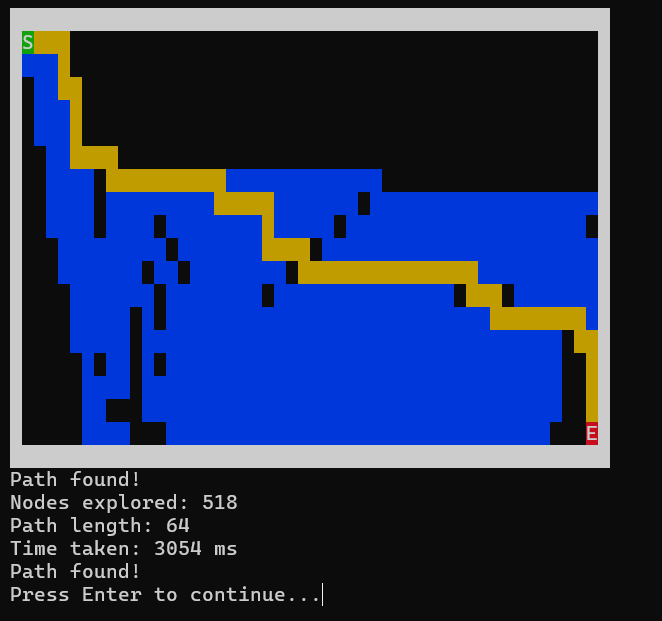 S
E
Path found!
Nodes explored: 518
Path length: 64
Time taken: 3054 ms
Path found!
Press Enter to continue...